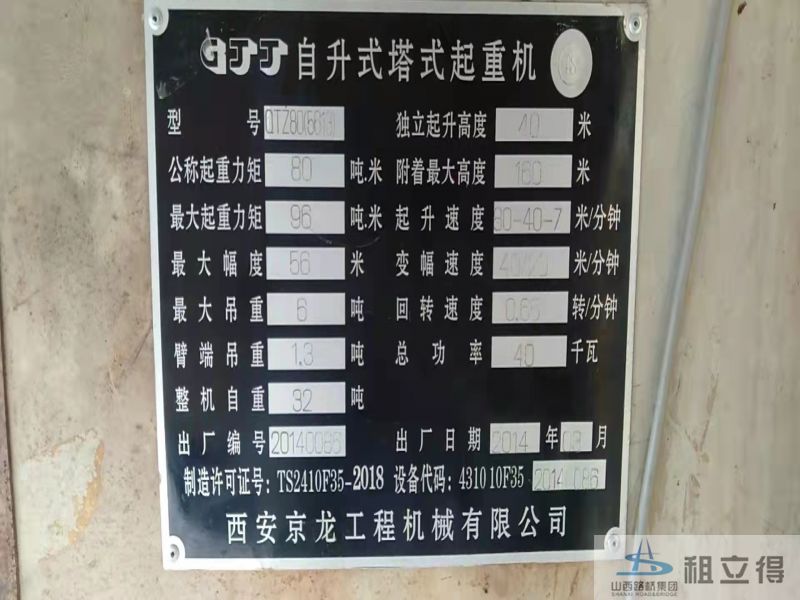 GJJ 自升式塔式起重机
型号 QTZ80(5613) 独立起升高度 40 米
公称起重力矩 80 吨.米 附着最大高度 160 米
最大起重力矩 96 吨.米 起升速度 80-40-7 米/分钟
最大幅度 56 米 变幅速度 40/20 米/分钟
最大吊重 6 吨 回转速度 0.65 转/分钟
臂端吊重 1.3 吨 总功率 40 千瓦
整机自重 32 吨
出厂编号 20140086 出厂日期 2014 年 03 月
制造许可证号: TS2410F35-2018 设备代码: 431010F35 2014 086
西安京龙工程机械有限公司
山西路桥集团 租立得
SHANXI ROAD&BRIDGE